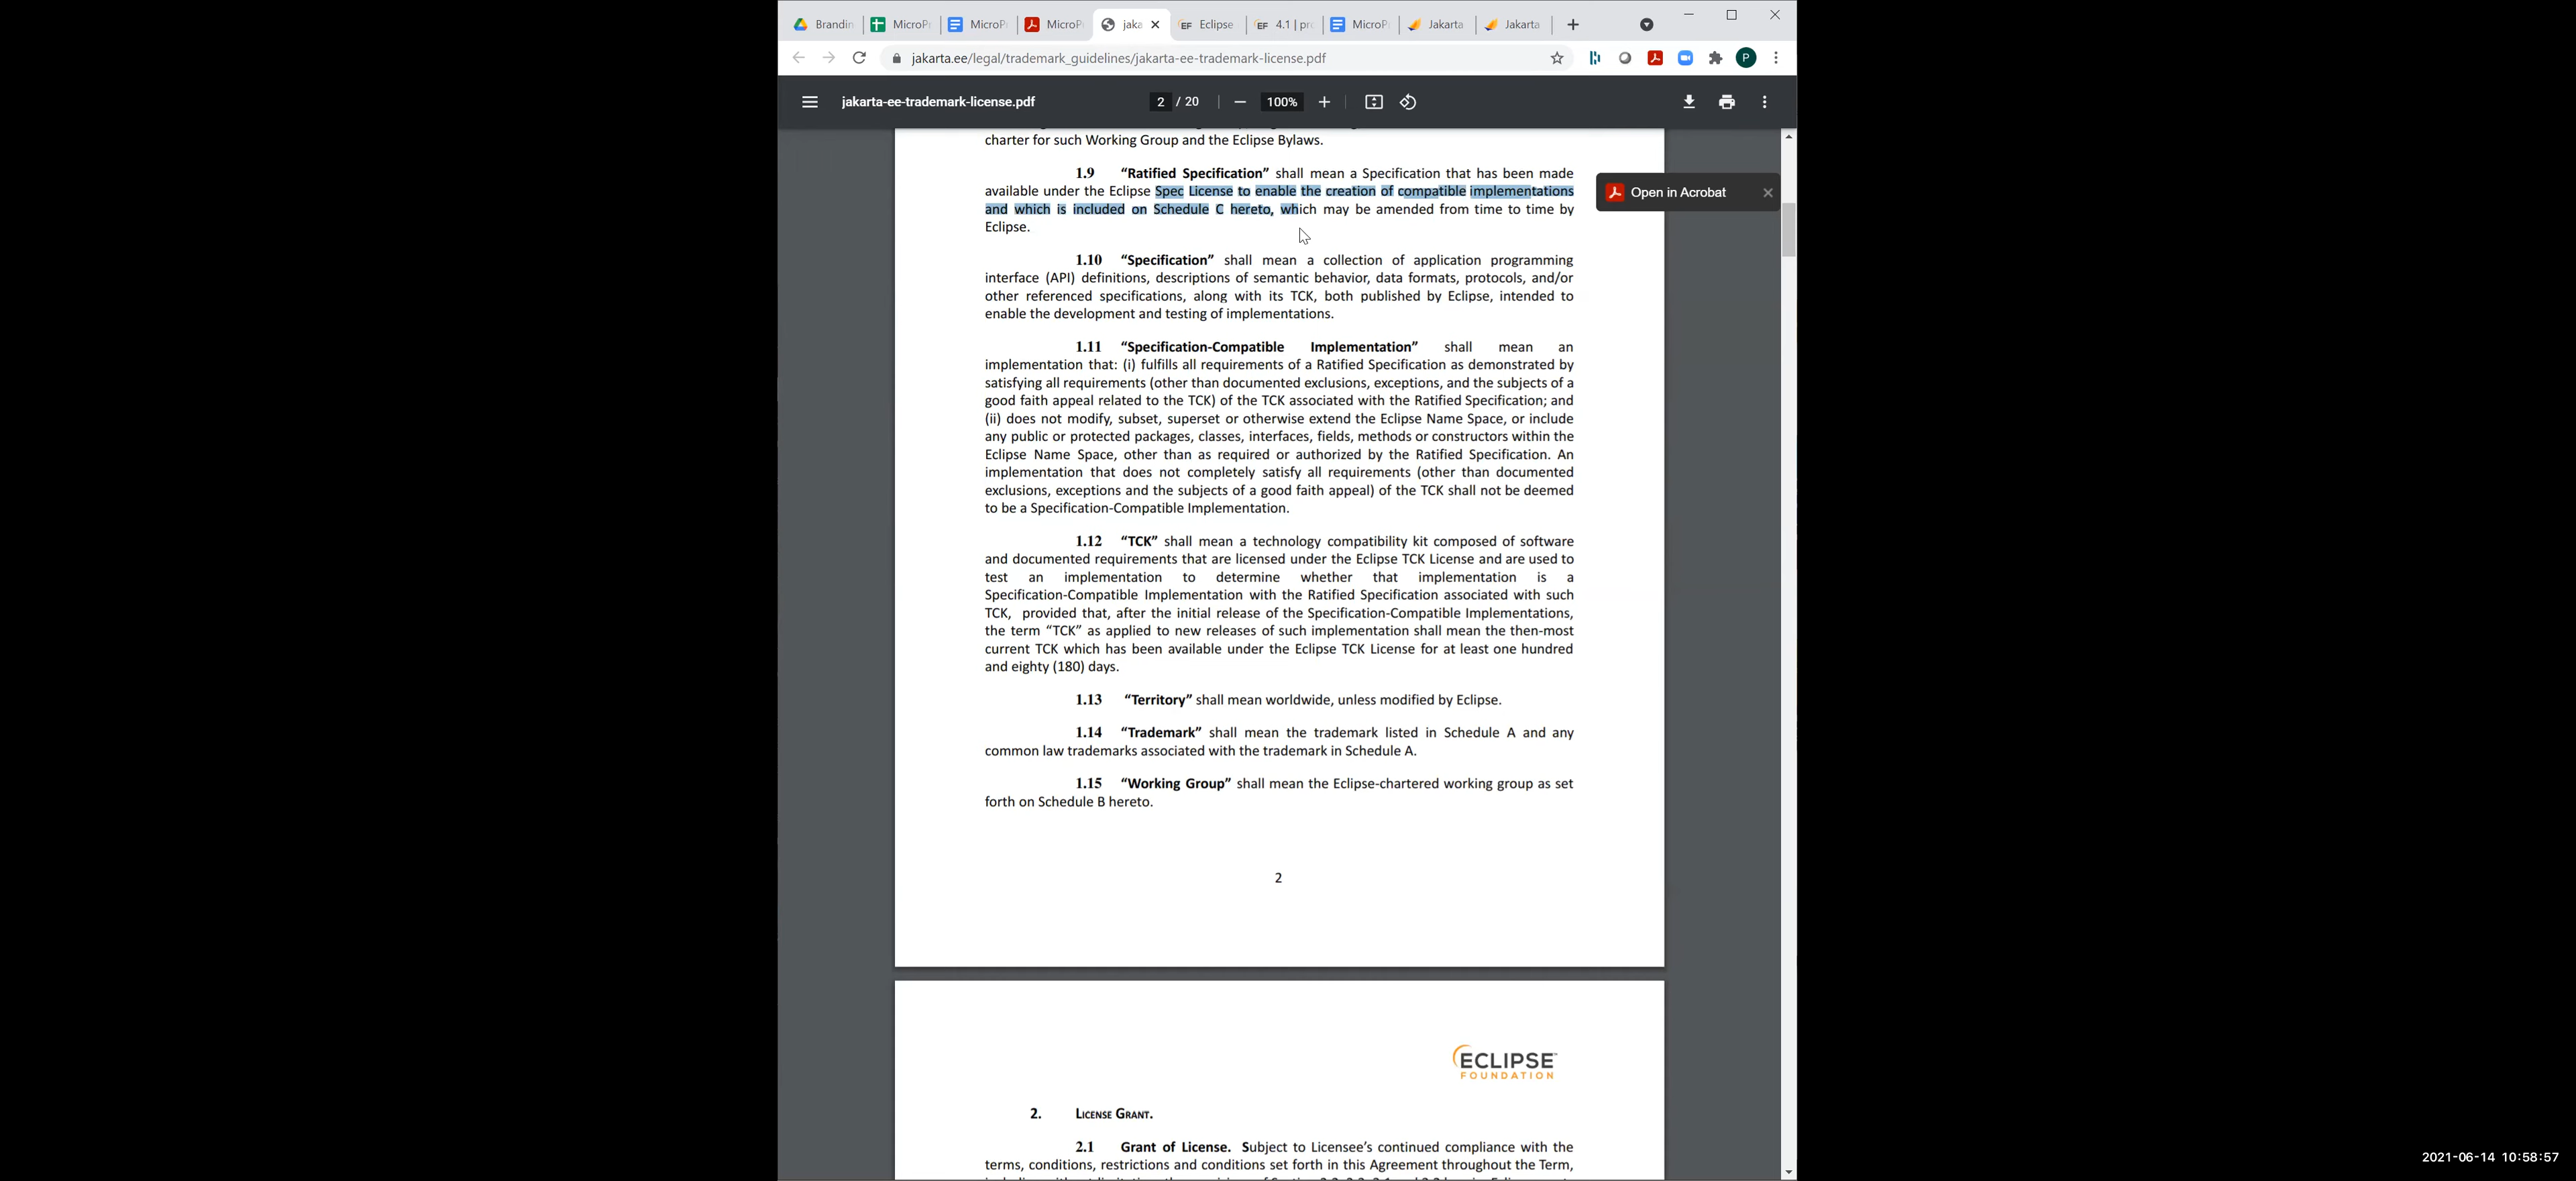 Brandin
MicroPr
MicroPr
MicroPr
jaka
Eclipse
4.1 | pro
MicroPr
Jakarta
Jakarta
jakarta.ee/legal/trademark_guidelines/jakarta-ee-trademark-license.pdf
P
jakarta-ee-trademark-license.pdf
2 / 20
100%
Open in Acrobat
charter for such Working Group and the Eclipse Bylaws.
1.9 “Ratified Specification” shall mean a Specification that has been made
available under the Eclipse Spec License to enable the creation of compatible implementations
and which is included on Schedule C hereto, which may be amended from time to time by
Eclipse.
1.10 “Specification” shall mean a collection of application programming
interface (API) definitions, descriptions of semantic behavior, data formats, protocols, and/or
other referenced specifications, along with its TCK, both published by Eclipse, intended to
enable the development and testing of implementations.
1.11 “Specification-Compatible Implementation” shall mean an
implementation that: (i) fulfills all requirements of a Ratified Specification as demonstrated by
satisfying all requirements (other than documented exclusions, exceptions, and the subjects of a
good faith appeal related to the TCK) of the TCK associated with the Ratified Specification; and
(ii) does not modify, subset, superset or otherwise extend the Eclipse Name Space, or include
any public or protected packages, classes, interfaces, fields, methods or constructors within the
Eclipse Name Space, other than as required or authorized by the Ratified Specification. An
implementation that does not completely satisfy all requirements (other than documented
exclusions, exceptions and the subjects of a good faith appeal) of the TCK shall not be deemed
to be a Specification-Compatible Implementation.
1.12 “TCK” shall mean a technology compatibility kit composed of software
and documented requirements that are licensed under the Eclipse TCK License and are used to
test an implementation to determine whether that implementation is a
Specification-Compatible Implementation with the Ratified Specification associated with such
TCK, provided that, after the initial release of the Specification-Compatible Implementations,
the term “TCK” as applied to new releases of such implementation shall mean the then-most
current TCK which has been available under the Eclipse TCK License for at least one hundred
and eighty (180) days.
1.13 “Territory” shall mean worldwide, unless modified by Eclipse.
1.14 “Trademark” shall mean the trademark listed in Schedule A and any
common law trademarks associated with the trademark in Schedule A.
1.15 “Working Group” shall mean the Eclipse-chartered working group as set
forth on Schedule B hereto.
2
ECLIPSE™
FOUNDATION
2. LICENSE GRANT.
2.1 Grant of License. Subject to Licensee’s continued compliance with the
terms, conditions, restrictions and conditions set forth in this Agreement throughout the Term,
2021-06-14 10:58:57